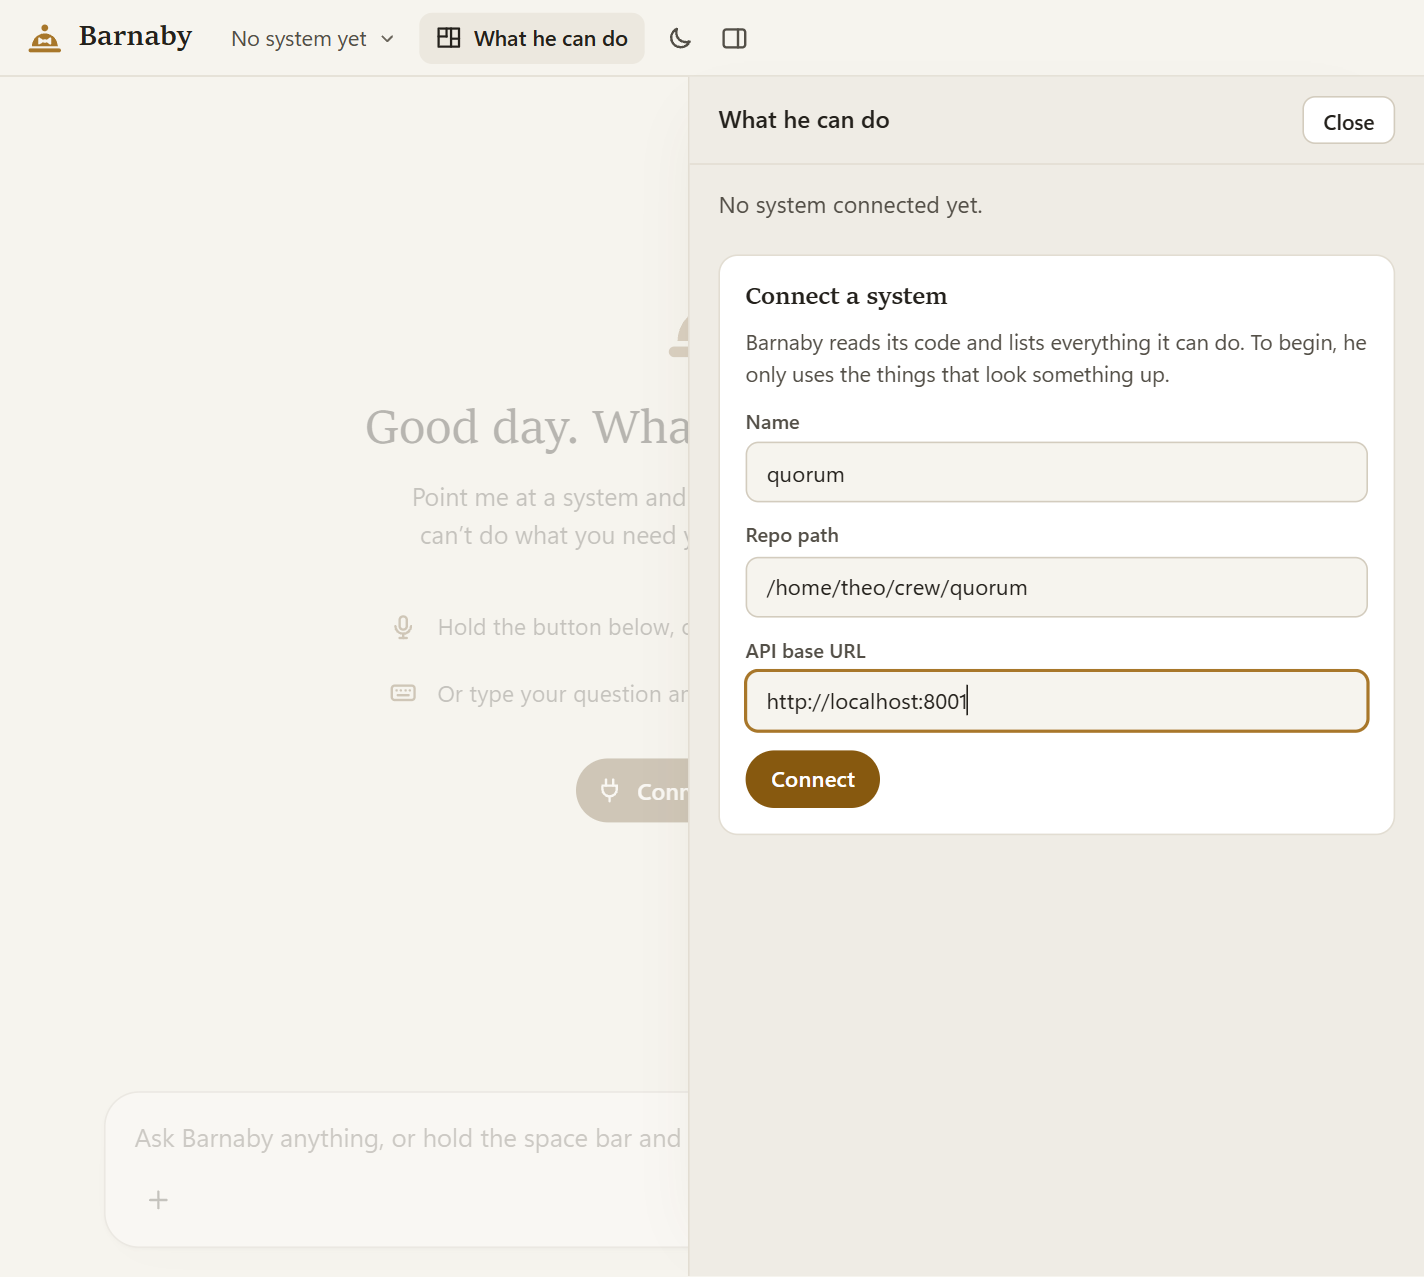 Barnaby
No system yet
What he can do
What he can do
Close
No system connected yet.
Connect a system
Barnaby reads its code and lists everything it can do. To begin, he
only uses the things that look something up.
Name
quorum
Repo path
/home/theo/crew/quorum
API base URL
http://localhost:8001
Connect
Good day.
Point me at a system and
can't do what you need
Hold the button below,
Or type your question
Ask Barnaby anything, or hold the space bar and